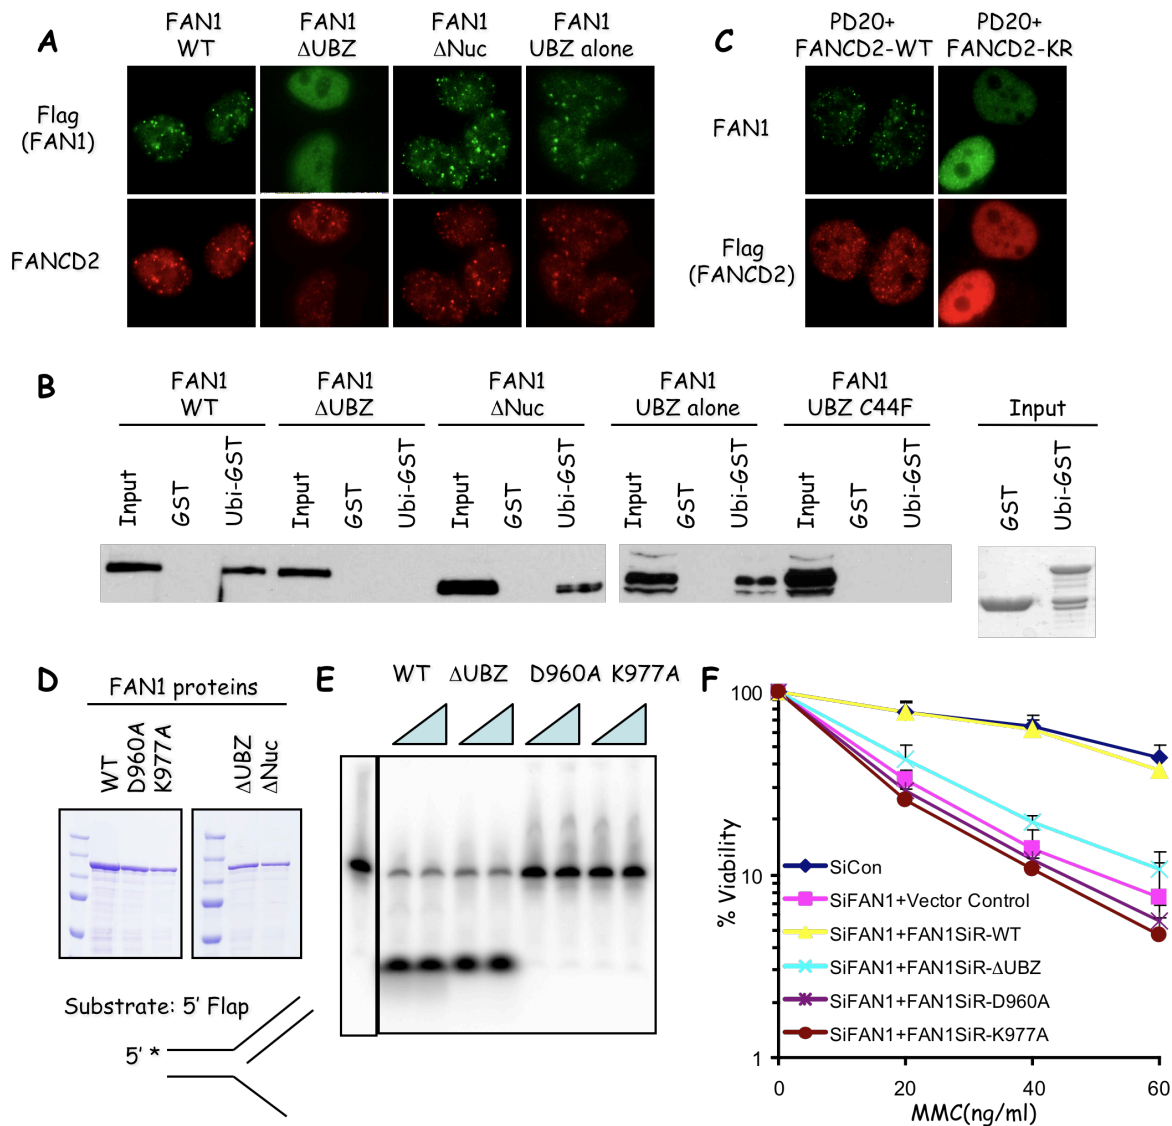 A
FAN1
WT
FAN1
ΔUBZ
FAN1
ΔNuc
FAN1
UBZ alone
Flag
(FAN1)
FANCD2
C
PD20+
FANCD2-WT
PD20+
FANCD2-KR
FAN1
Flag
(FANCD2)
B
FAN1
WT
FAN1
ΔUBZ
FAN1
ΔNuc
FAN1
UBZ alone
FAN1
UBZ C44F
Input
Input
GST
Ubi-GST
Input
GST
Ubi-GST
Input
GST
Ubi-GST
Input
GST
Ubi-GST
Input
GST
Ubi-GST
GST
Ubi-GST
D
FAN1 proteins
WT
D960A
K977A
ΔUBZ
ΔNuc
Substrate: 5' Flap
5' *
E
WT ΔUBZ D960A K977A
F
100
10
1
% Viability
SiCon
SiFAN1+Vector Control
SiFAN1+FAN1SiR-WT
SiFAN1+FAN1SiR-ΔUBZ
SiFAN1+FAN1SiR-D960A
SiFAN1+FAN1SiR-K977A
0 20 40 60
MMC(ng/ml)